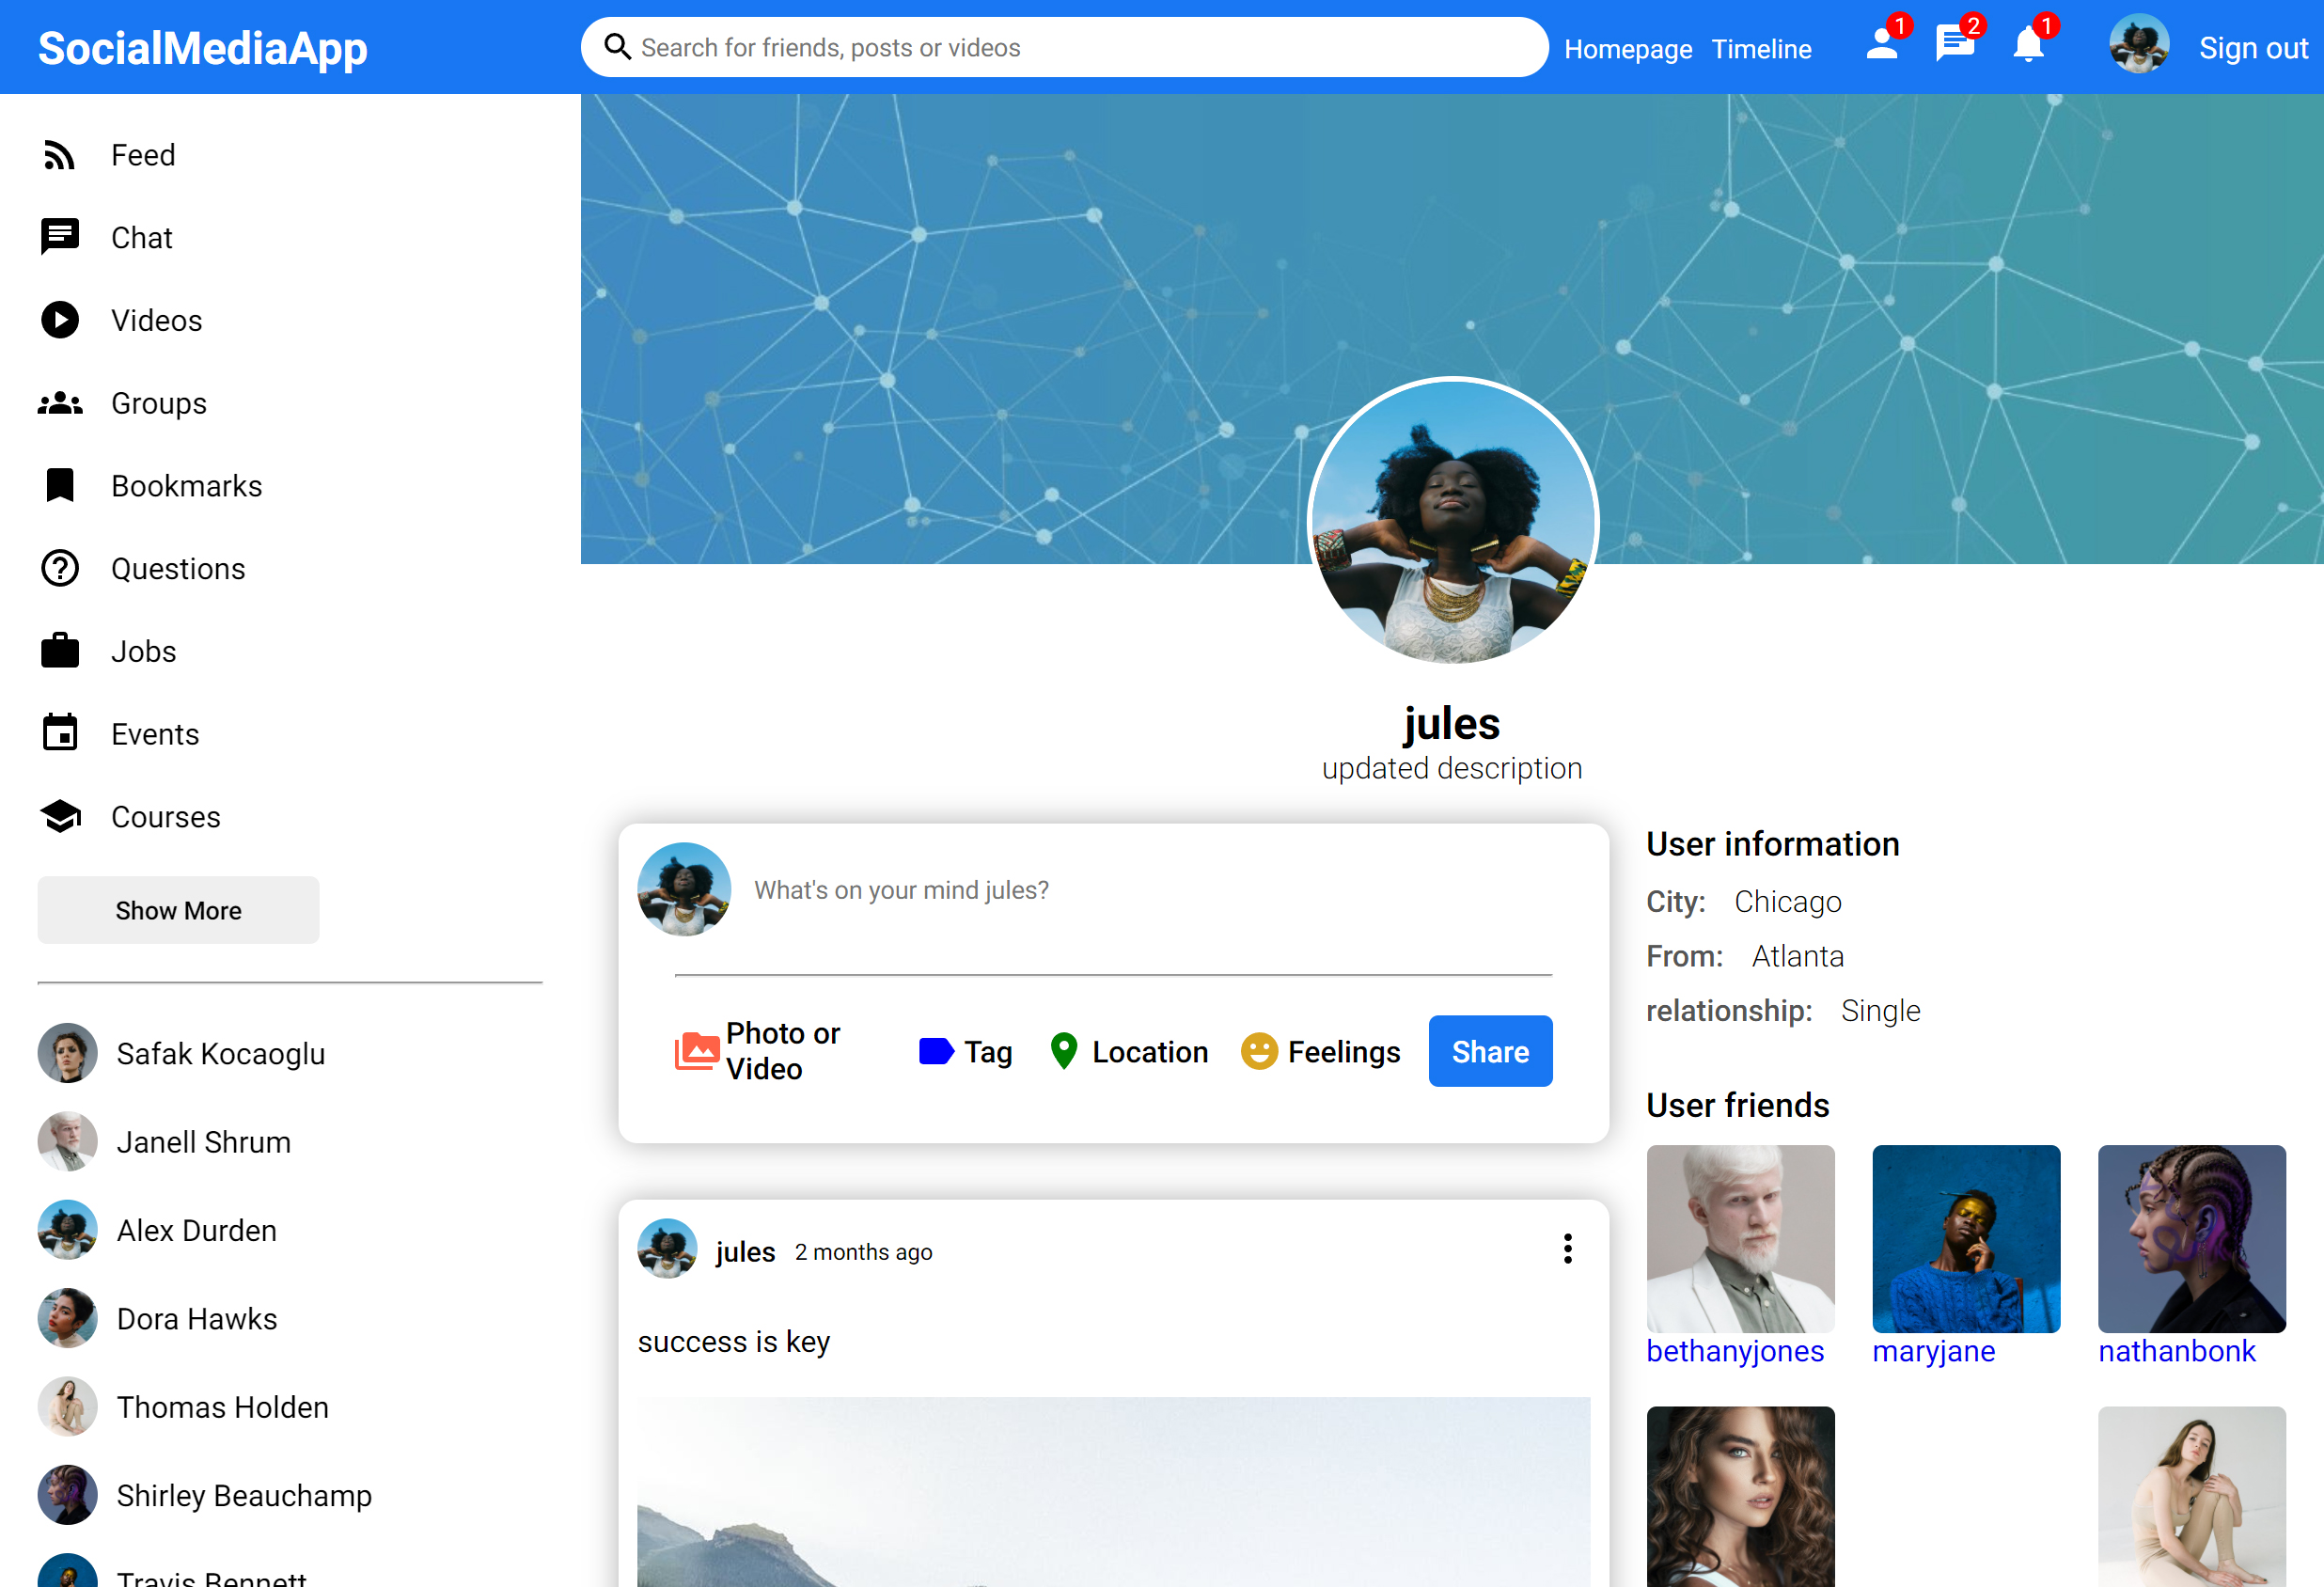 SocialMediaApp
Search for friends, posts or videos
Homepage
Timeline
1
2
1
Sign out
Feed
Chat
Videos
Groups
Bookmarks
Questions
Jobs
Events
Courses
Show More
Safak Kocaoglu
Janell Shrum
Alex Durden
Dora Hawks
Thomas Holden
Shirley Beauchamp
Travis Bennett
jules
updated description
What's on your mind jules?
Photo or
Video
Tag
Location
Feelings
Share
jules 2 months ago
success is key
User information
City: Chicago
From: Atlanta
relationship: Single
User friends
bethanyjones
maryjane
nathanbonk